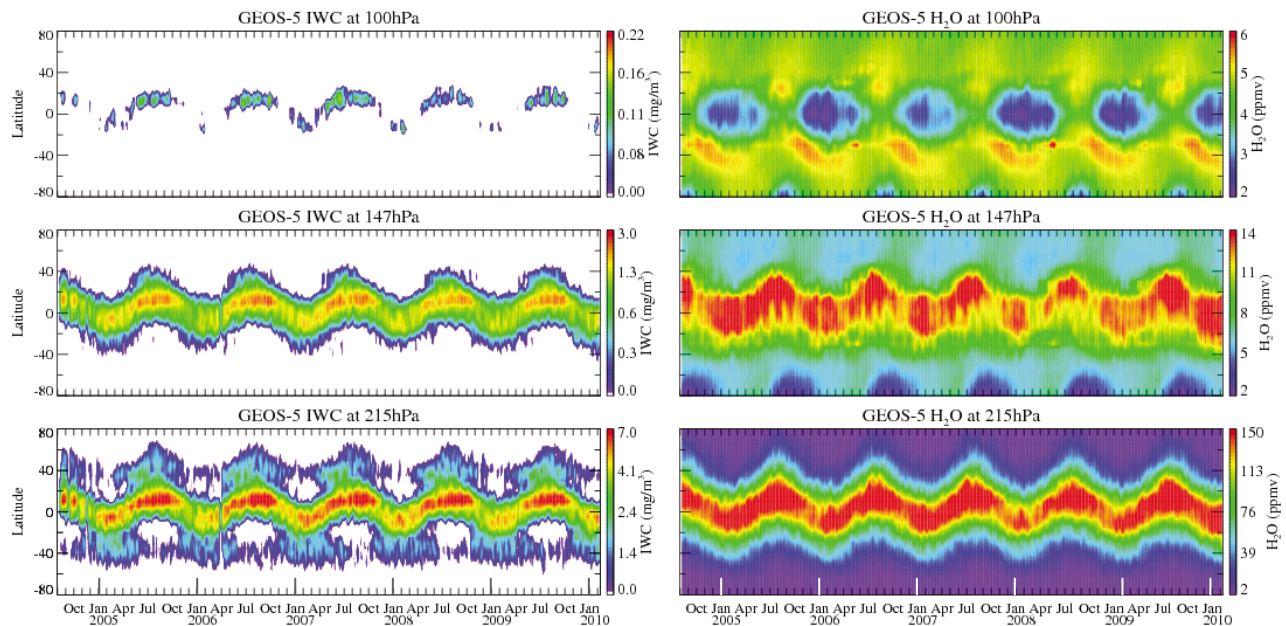 GEOS-5 IWC at 100hPa
80
40
0
-40
-80
Latitude
0.22
0.16
0.11
0.08
0.00
IWC (mg/m³)
GEOS-5 H₂O at 100hPa
6
5
4
3
2
H₂O (ppmv)
GEOS-5 IWC at 147hPa
80
40
0
-40
-80
Latitude
3.0
1.3
0.6
0.3
0.0
IWC (mg/m³)
GEOS-5 H₂O at 147hPa
14
11
8
5
2
H₂O (ppmv)
GEOS-5 IWC at 215hPa
80
40
0
-40
-80
Latitude
7.0
4.11
2.4
1.4
0.0
IWC (mg/m³)
Oct Jan Apr Jul Oct Jan Apr Jul Oct Jan Apr Jul Oct Jan Apr Jul Oct Jan Apr Jul Oct Jan
2005 2006 2007 2008 2009 2010
GEOS-5 H₂O at 215hPa
150
113
76
39
2
H₂O (ppmv)
Oct Jan Apr Jul Oct Jan Apr Jul Oct Jan Apr Jul Oct Jan Apr Jul Oct Jan Apr Jul Oct Jan
2005 2006 2007 2008 2009 2010